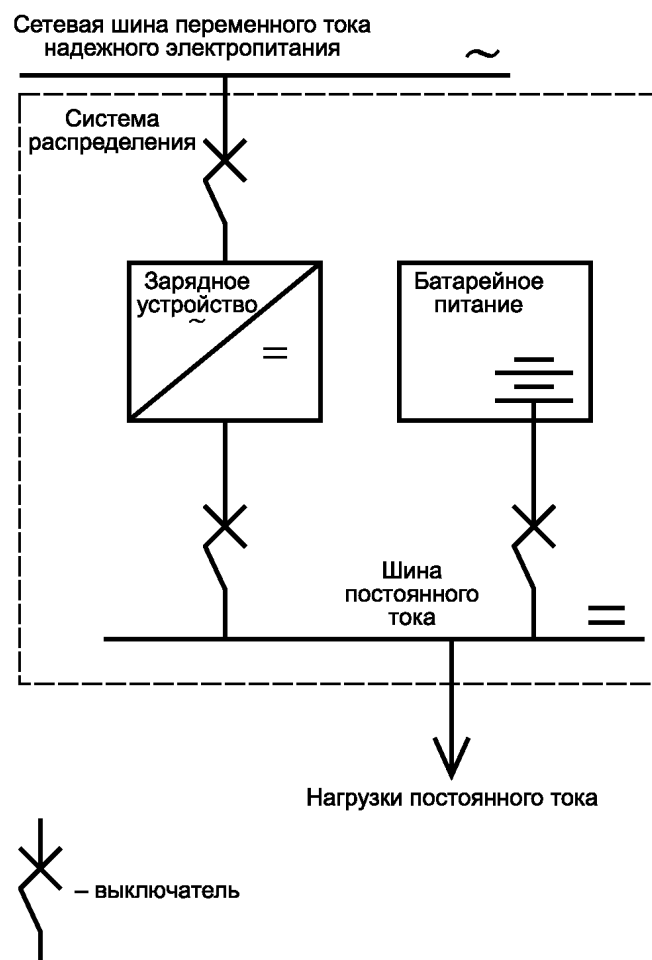 Сетевая шина переменного тока
надежного электропитания
~
Система
распределения
Зарядное
устройство
~
=
Батарейное
питание
Шина
постоянного
тока
=
Нагрузки постоянного тока
– выключатель